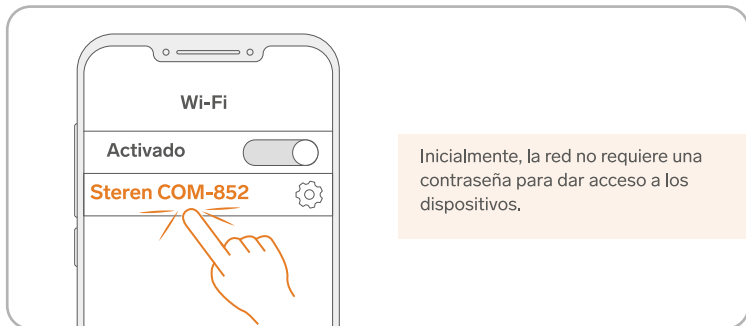 Wi-Fi
Activado
Steren COM-852
Inicialmente, la red no requiere una
contraseña para dar acceso a los
dispositivos.